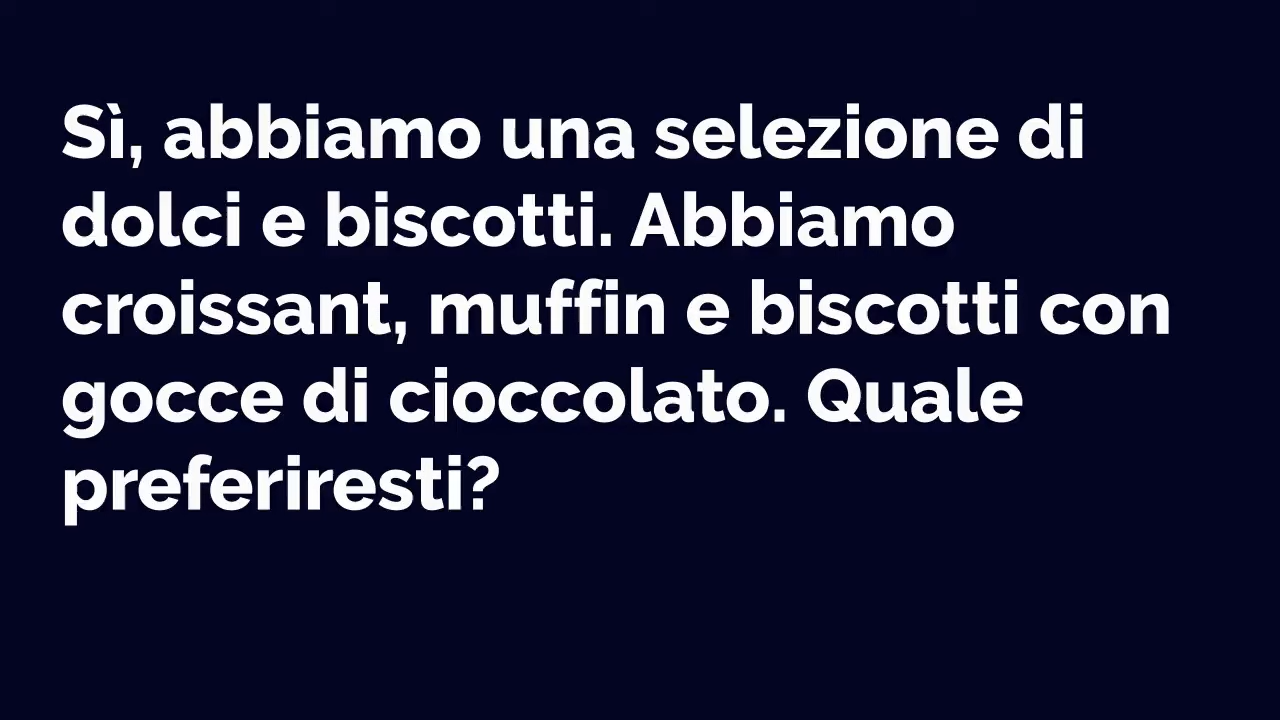 Sì, abbiamo una selezione di
dolci e biscotti. Abbiamo
croissant, muffin e biscotti con
gocce di cioccolato. Quale
preferiresti?